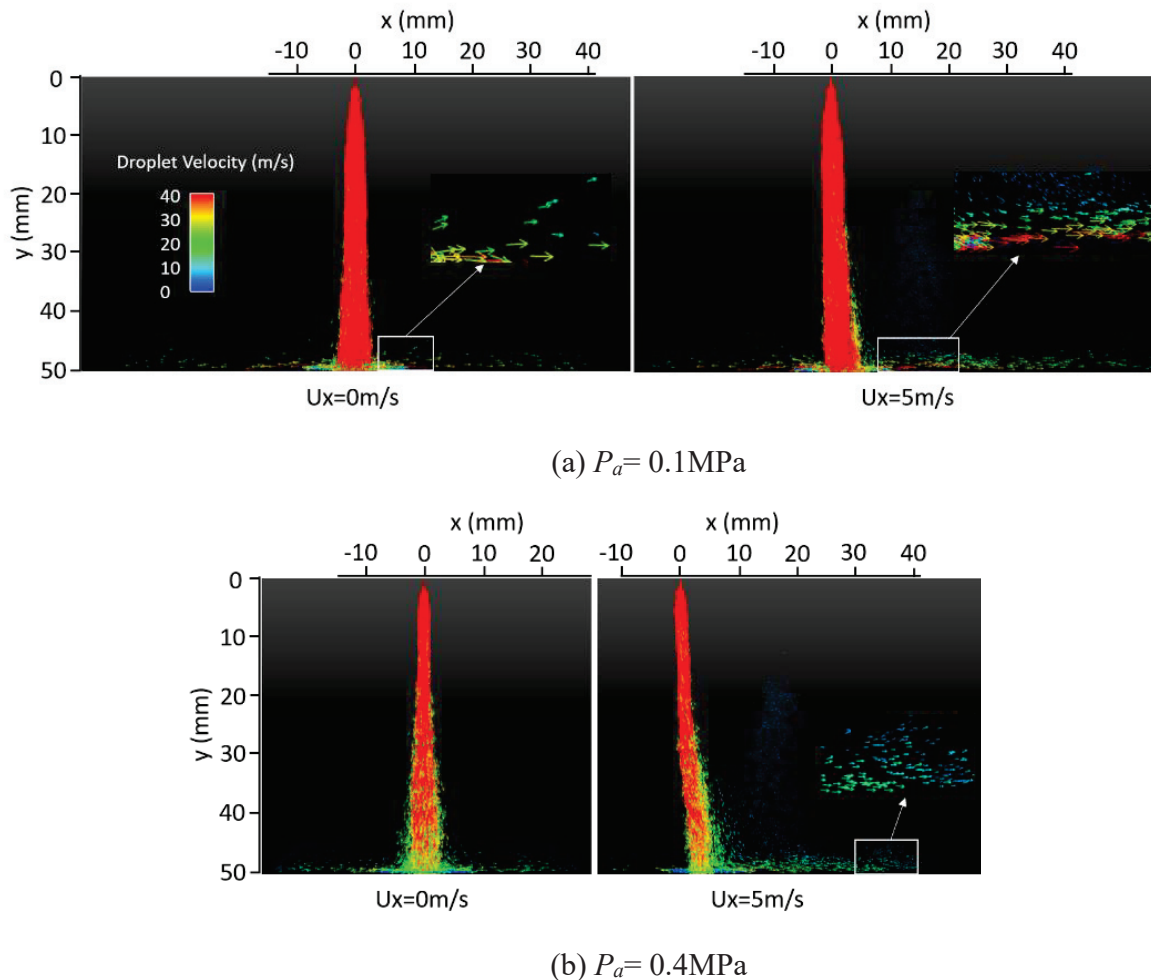 x (mm)
-10 0 10 20 30 40
x (mm)
-10 0 10 20 30 40
y (mm)
0
10
20
30
40
50
Droplet Velocity (m/s)
40
30
20
10
0
Ux=0m/s
Ux=5m/s
(a) Pa= 0.1MPa
x (mm)
-10 0 10 20
x (mm)
-10 0 10 20 30 40
y (mm)
0
10
20
30
40
50
Ux=0m/s
Ux=5m/s
(b) Pa= 0.4MPa